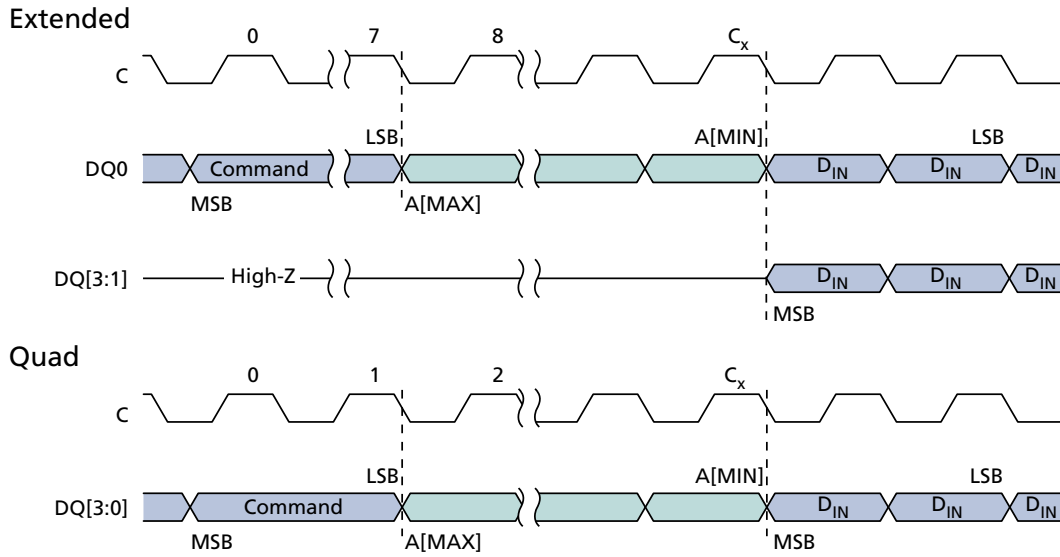 Extended
0 7 8 Cx
C
LSB A[MIN] LSB
DQ0 Command DIN DIN DIN
MSB A[MAX]
DQ[3:1] High-Z DIN DIN DIN
MSB
Quad
0 1 2 Cx
C
LSB A[MIN] LSB
DQ[3:0] Command DIN DIN DIN
MSB A[MAX] MSB